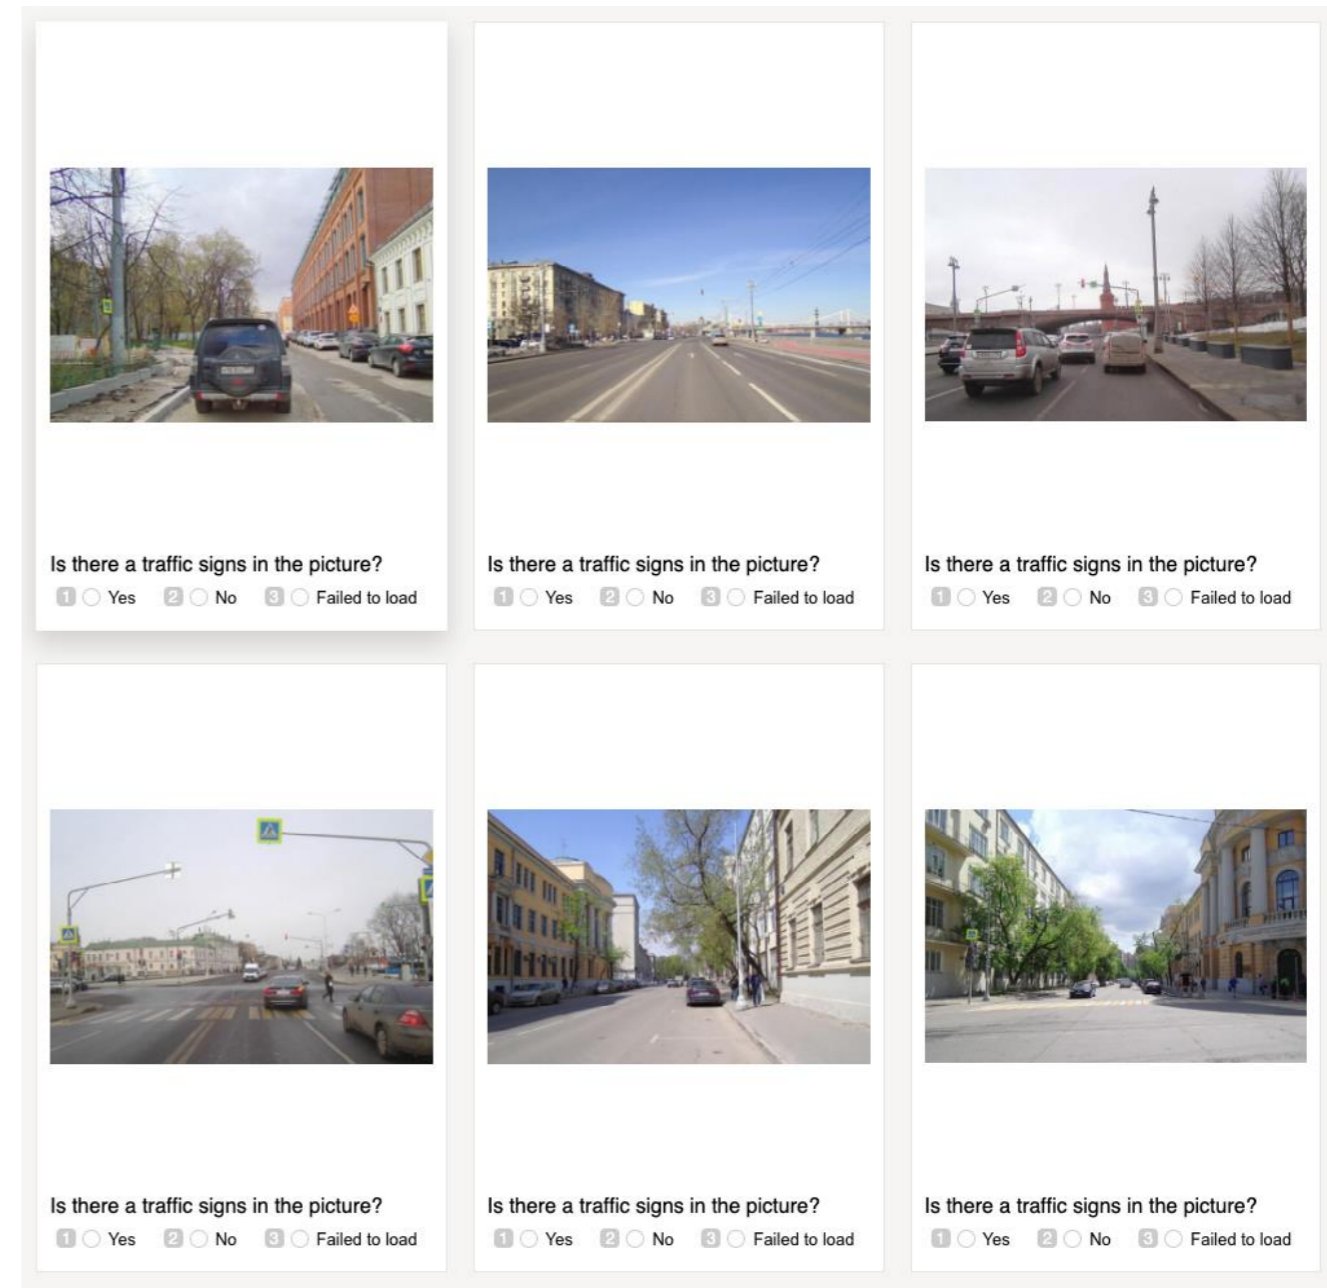 Is there a traffic signs in the picture?
1 Yes 2 No 3 Failed to load
Is there a traffic signs in the picture?
1 Yes 2 No 3 Failed to load
Is there a traffic signs in the picture?
1 Yes 2 No 3 Failed to load
Is there a traffic signs in the picture?
1 Yes 2 No 3 Failed to load
Is there a traffic signs in the picture?
1 Yes 2 No 3 Failed to load
Is there a traffic signs in the picture?
1 Yes 2 No 3 Failed to load